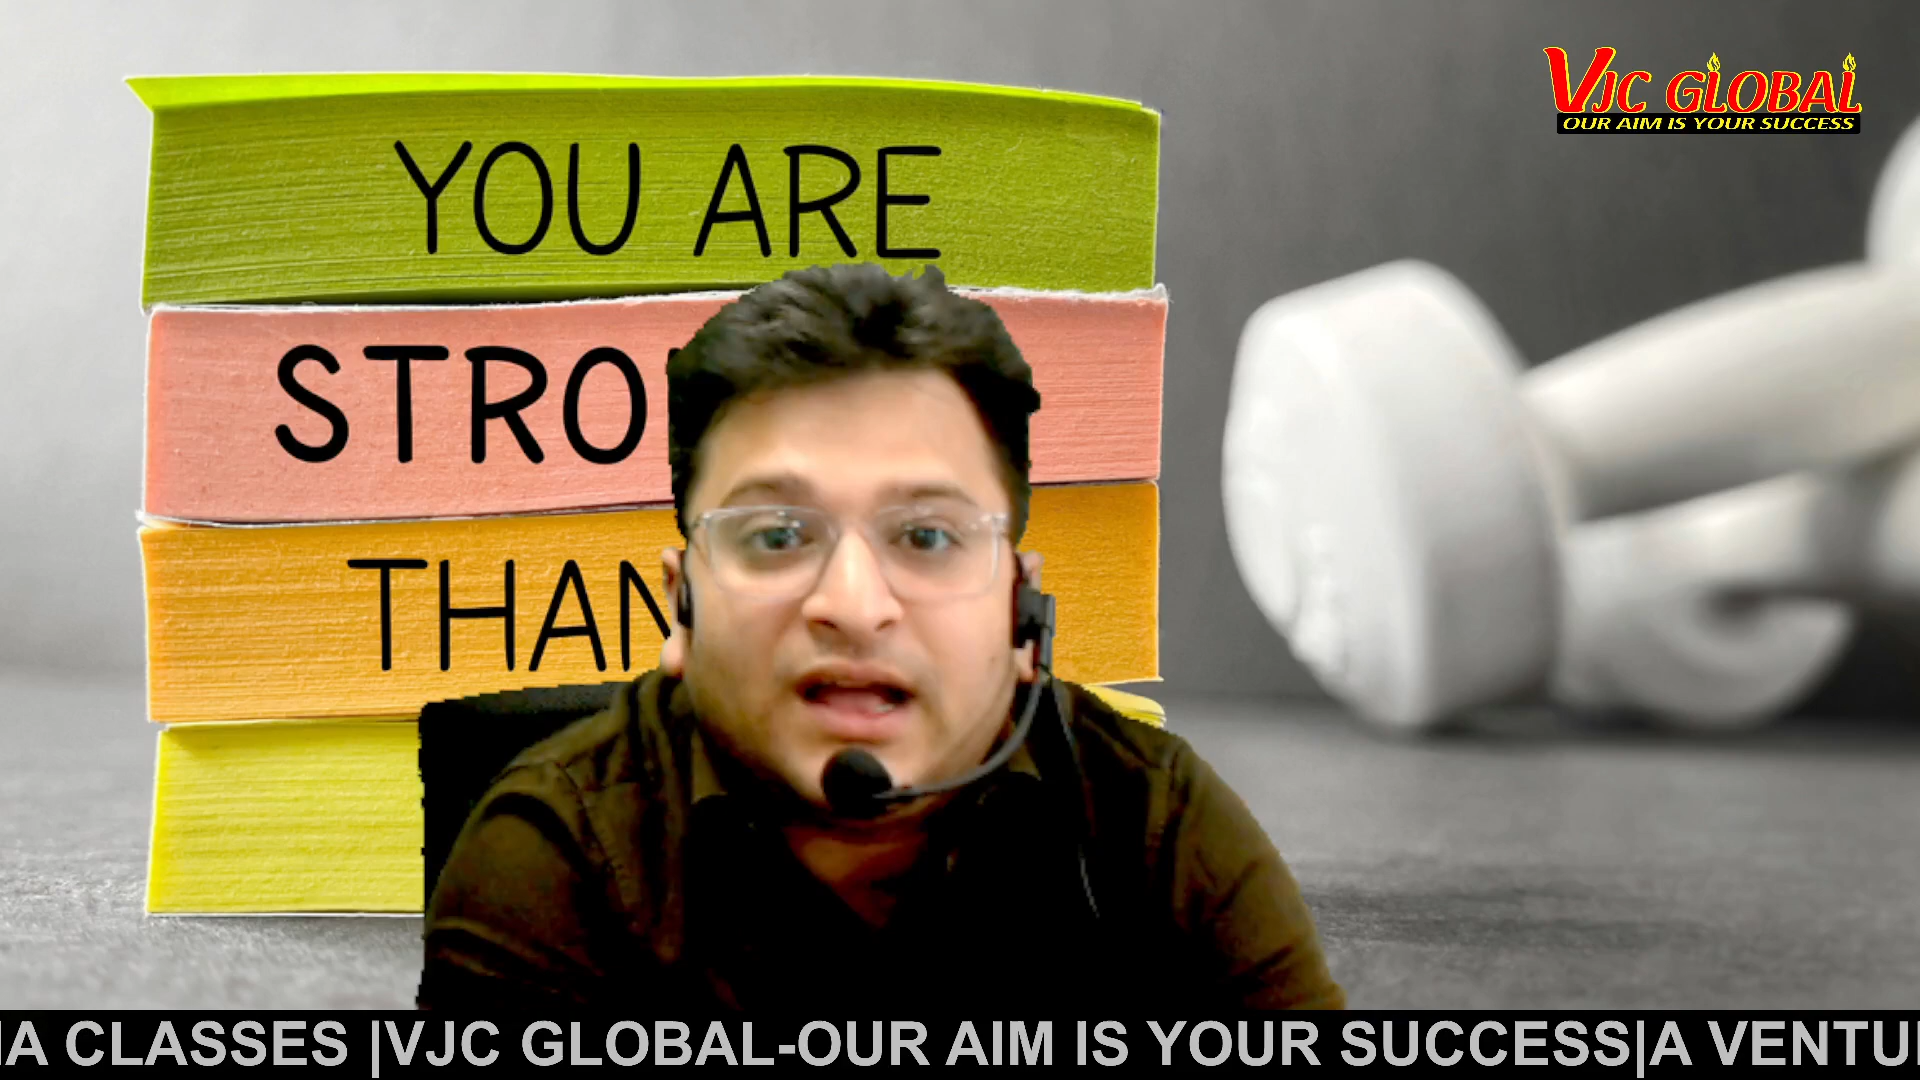 YOU ARE
STRO
THAN
VJC GLOBAL
OUR AIM IS YOUR SUCCESS
IA CLASSES |VJC GLOBAL-OUR AIM IS YOUR SUCCESS|A VENTU